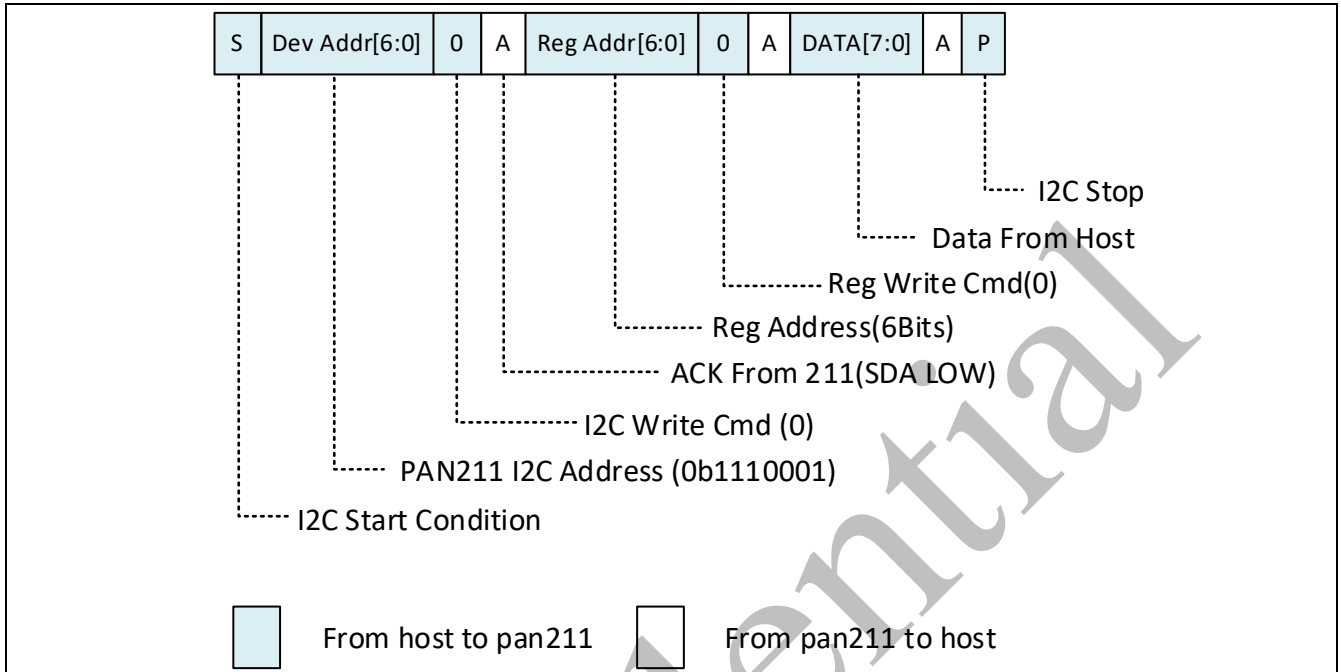 S Dev Addr[6:0] 0 A Reg Addr[6:0] 0 A DATA[7:0] A P
I2C Stop
Data From Host
Reg Write Cmd(0)
Reg Address(6Bits)
ACK From 211(SDA LOW)
I2C Write Cmd (0)
PAN211 I2C Address (0b1110001)
I2C Start Condition
From host to pan211 From pan211 to host
ential